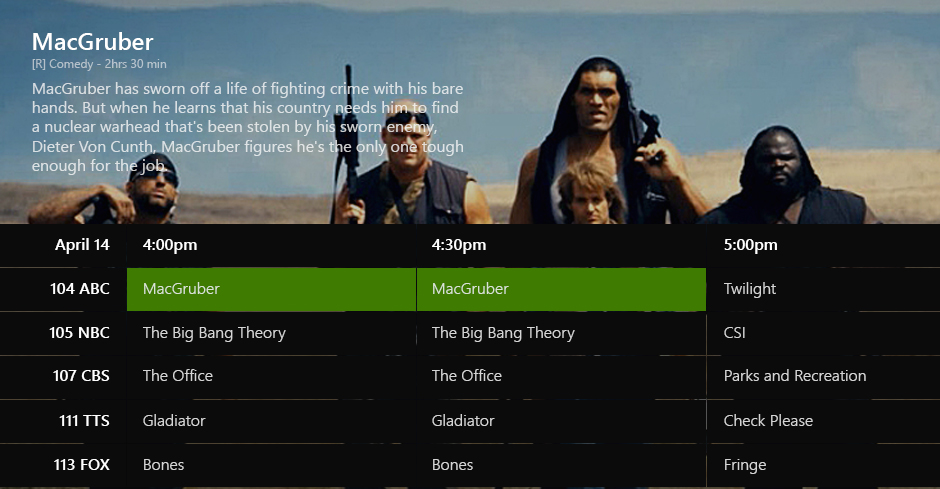 MacGruber
[R] Comedy - 2hrs 30 min
MacGruber has sworn off a life of fighting crime with his bare
hands. But when he learns that his country needs him to find
a nuclear warhead that's been stolen by his sworn enemy,
Dieter Von Cunth, MacGruber figures he's the only one tough
enough for the job.
April 14 4:00pm 4:30pm 5:00pm
104 ABC MacGruber MacGruber Twilight
105 NBC The Big Bang Theory The Big Bang Theory CSI
107 CBS The Office The Office Parks and Recreation
111 TTS Gladiator Gladiator Check Please
113 FOX Bones Bones Fringe